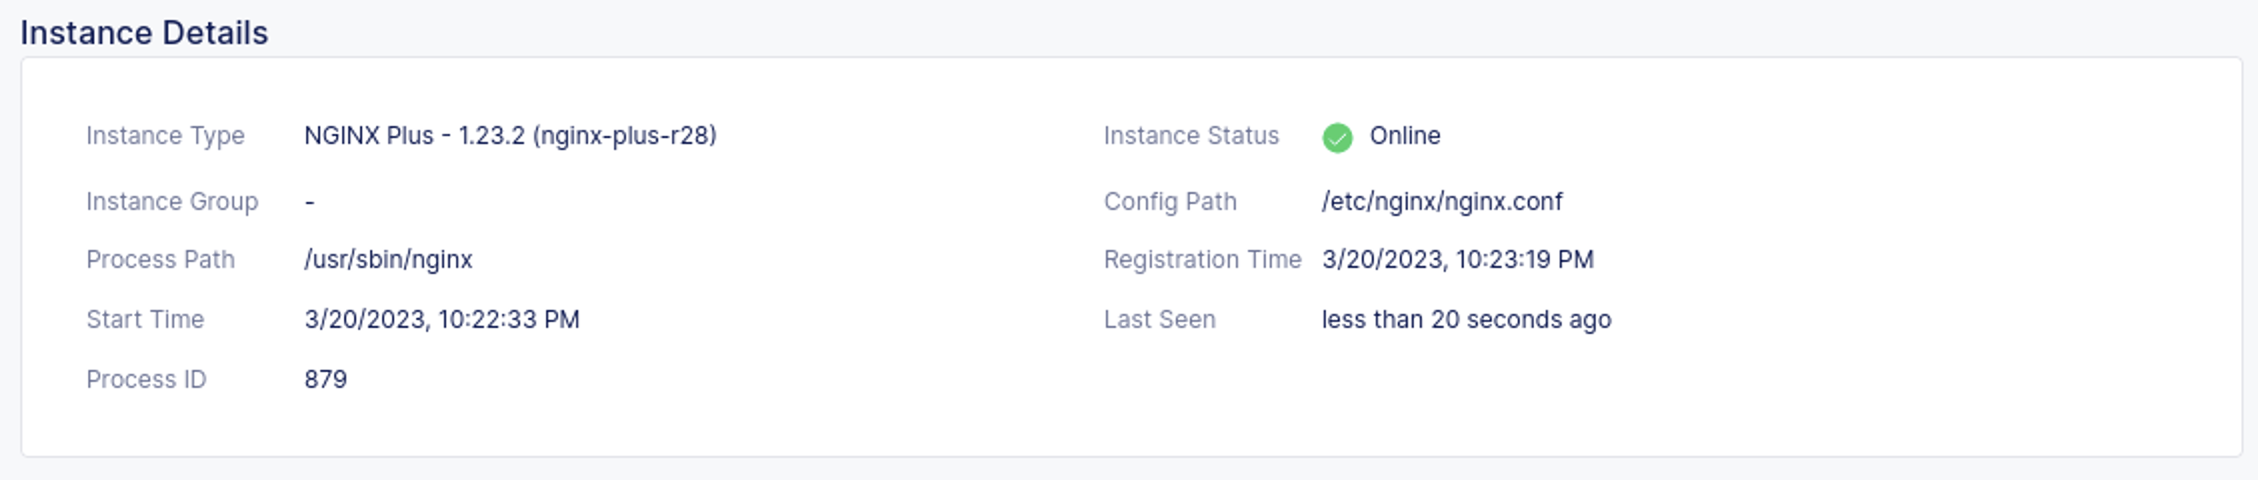 Instance Details
Instance Type NGINX Plus - 1.23.2 (nginx-plus-r28) Instance Status Online
Instance Group - Config Path /etc/nginx/nginx.conf
Process Path /usr/sbin/nginx Registration Time 3/20/2023, 10:23:19 PM
Start Time 3/20/2023, 10:22:33 PM Last Seen less than 20 seconds ago
Process ID 879